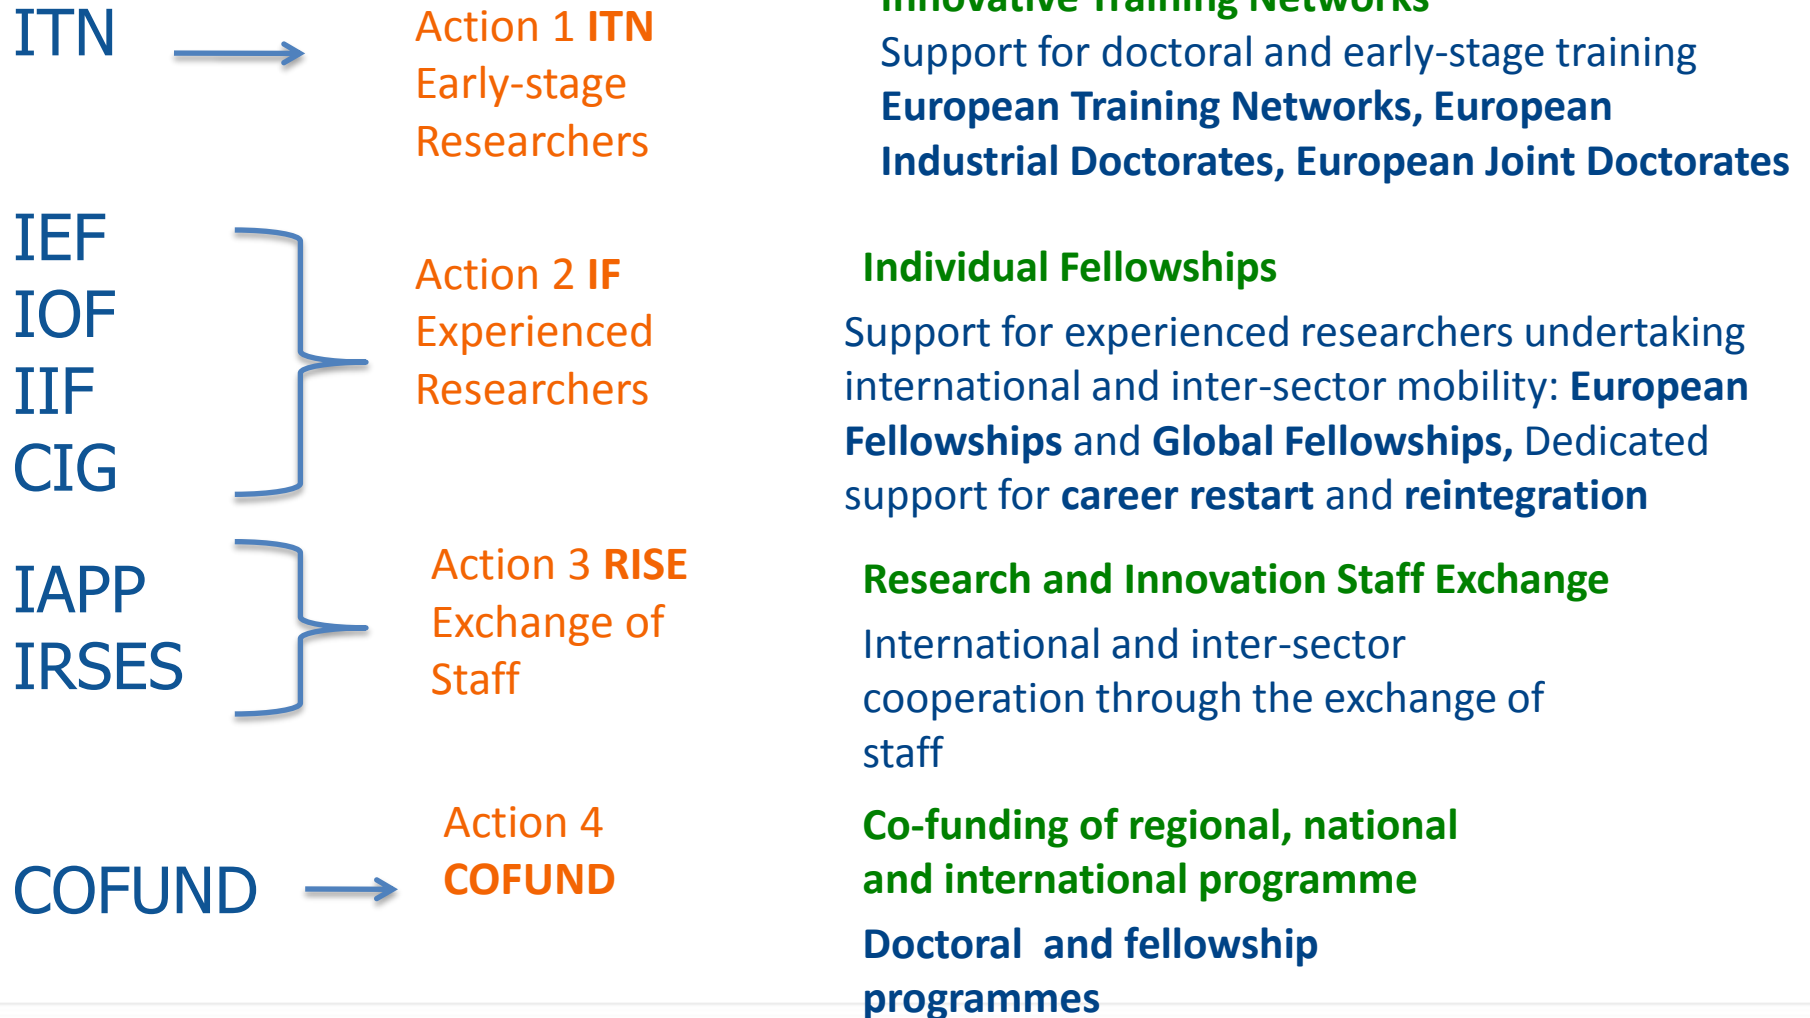 ITN
Action 1 ITN
Early-stage
Researchers
Innovative Training Networks
Support for doctoral and early-stage training
European Training Networks, European
Industrial Doctorates, European Joint Doctorates
IEF
IOF
IIF
CIG
Action 2 IF
Experienced
Researchers
Individual Fellowships
Support for experienced researchers undertaking
international and inter-sector mobility: European
Fellowships and Global Fellowships, Dedicated
support for career restart and reintegration
IAPP
IRSES
Action 3 RISE
Exchange of
Staff
Research and Innovation Staff Exchange
International and inter-sector
cooperation through the exchange of
staff
COFUND
Action 4
COFUND
Co-funding of regional, national
and international programme
Doctoral and fellowship
programmes